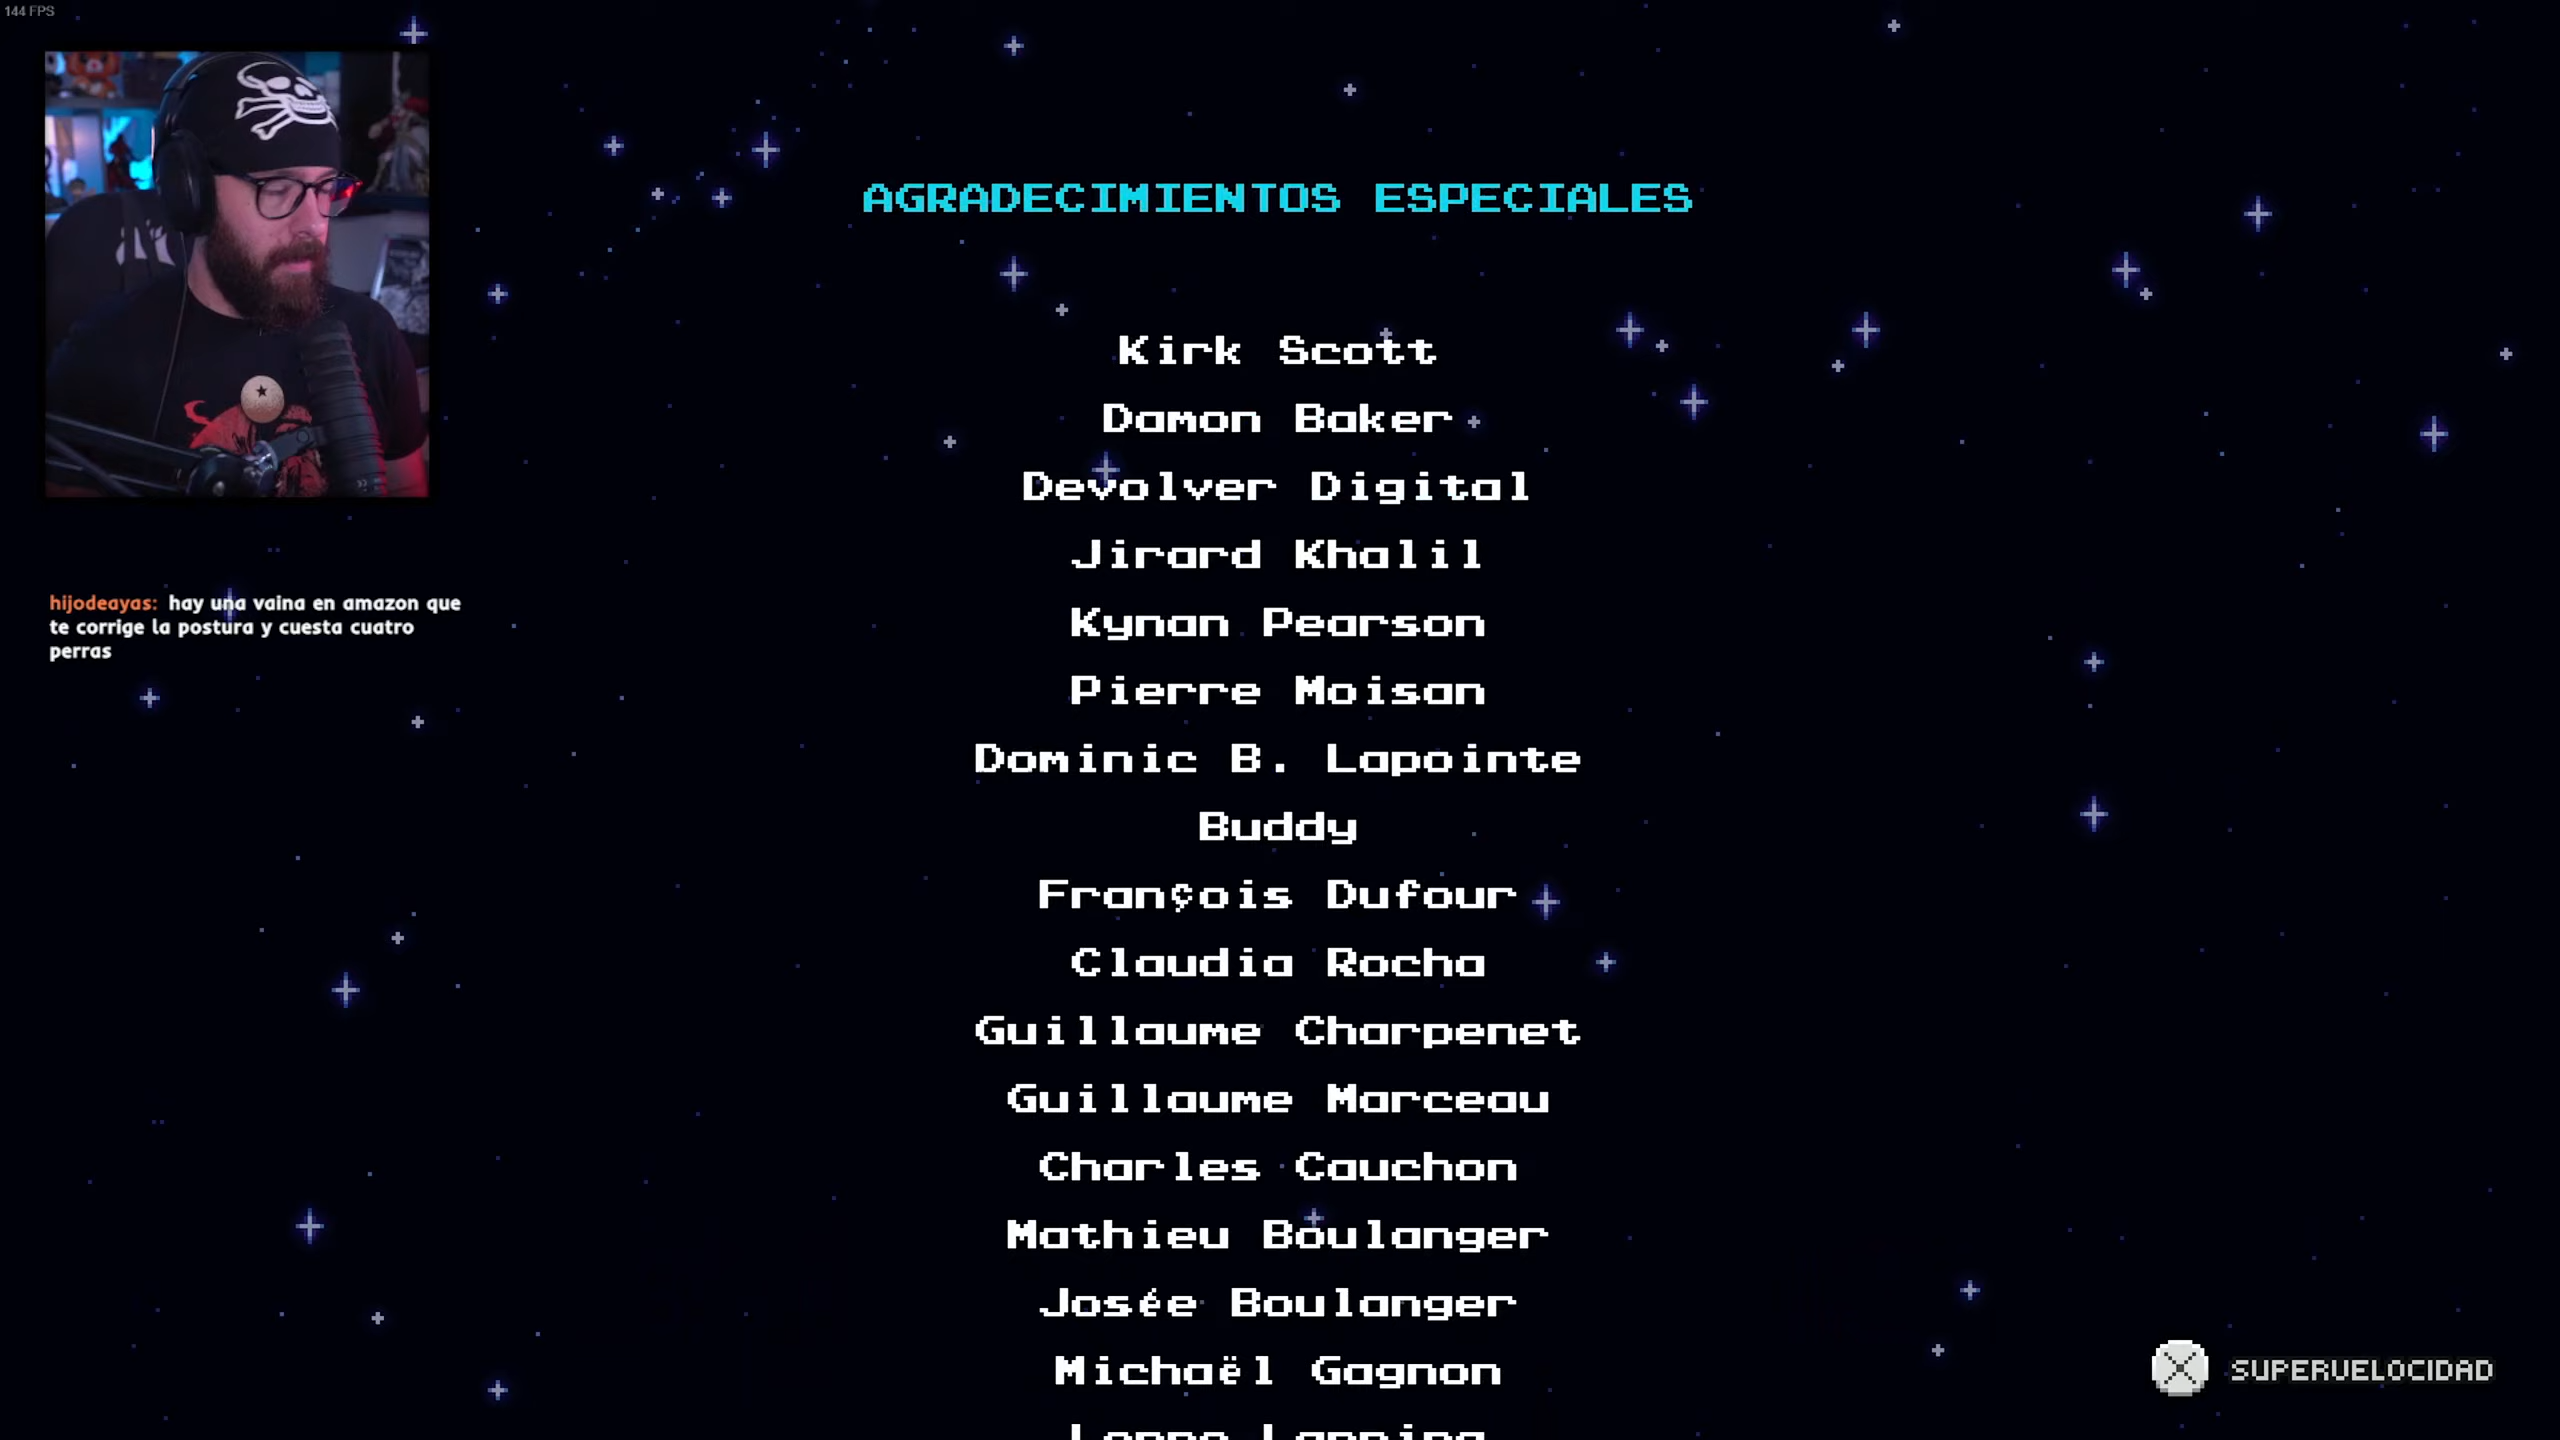 144 FPS
AGRADECIMIENTOS ESPECIALES
Kirk Scott
Damon Baker
Devolver Digital
Jirard Khalil
hijodeayas: hay una vaina en amazon que
te corrige la postura y cuesta cuatro
perras
Kynan Pearson
Pierre Moisan
Dominic B. Lapointe
Buddy
François Dufour
Claudia Rocha
Guillaume Charpenet
Guillaume Marceau
Charles Cauchon
Mathieu Boulanger
Josée Boulanger
Michaël Gagnon
SUPERVELOCIDAD